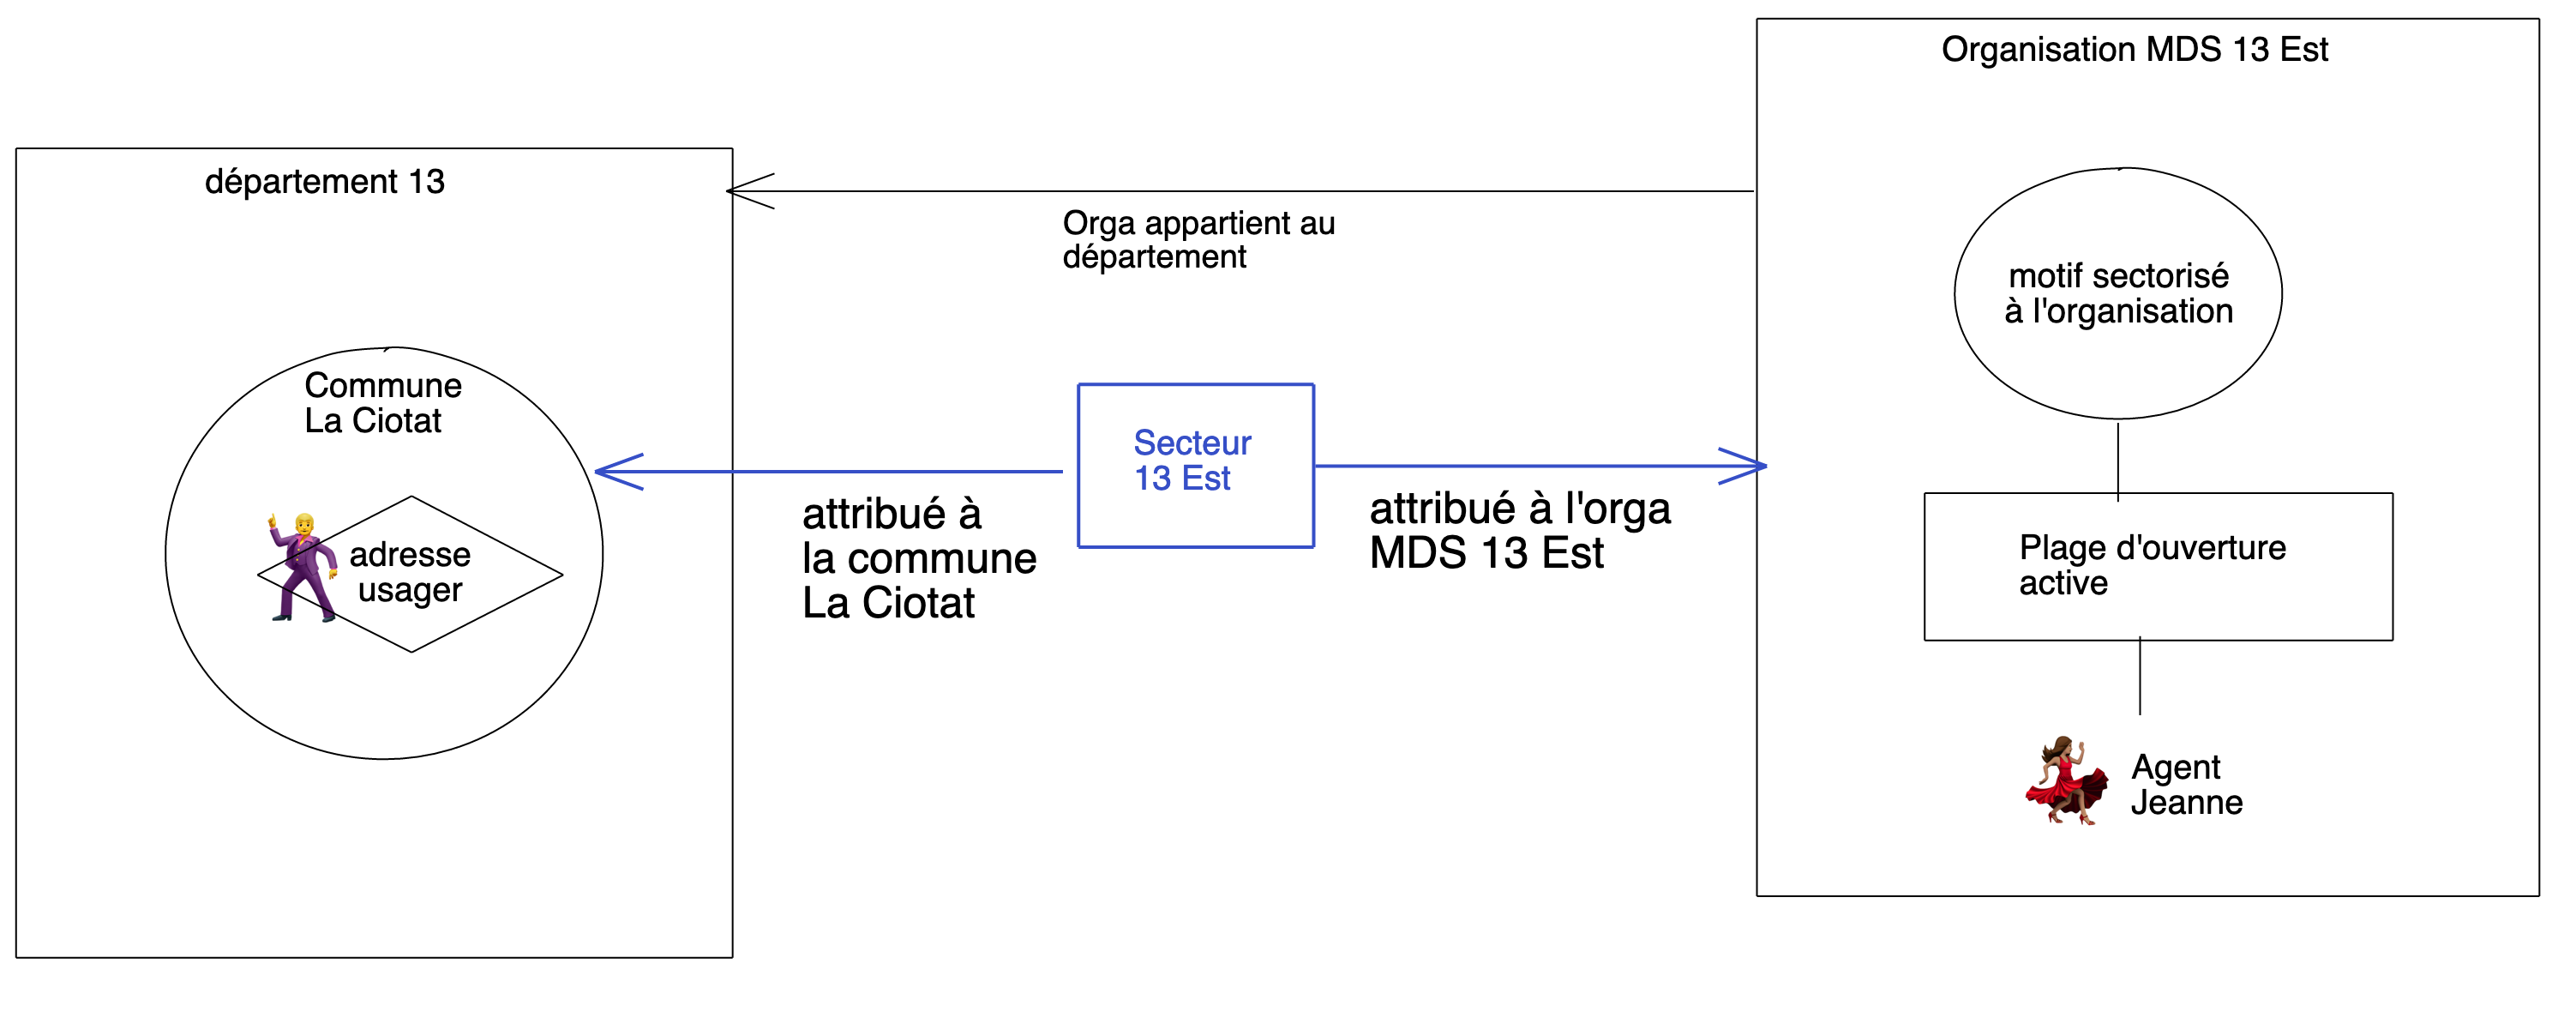 Organisation MDS 13 Est
département 13
Orga appartient au
département
motif sectorisé
à l'organisation
Commune
La Ciotat
adresse
usager
Secteur
13 Est
attribué à
la commune
La Ciotat
attribué à l'orga
MDS 13 Est
Plage d'ouverture
active
Agent
Jeanne